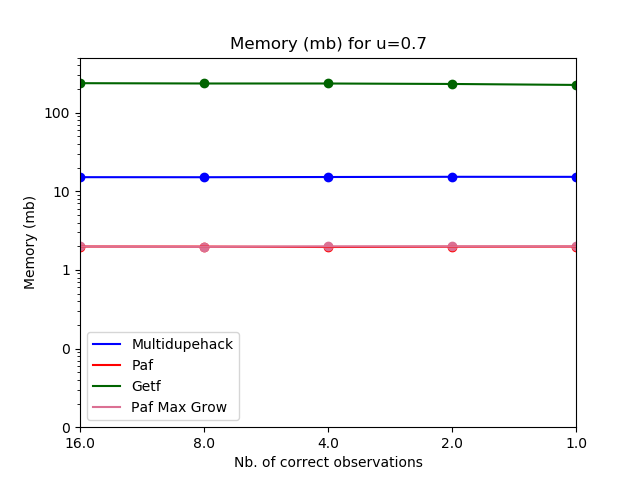 Memory (mb) for u=0.7
Memory (mb)
100
10
1
0
0
Multidupehack
Paf
Getf
Paf Max Grow
16.0 8.0 4.0 2.0 1.0
Nb. of correct observations